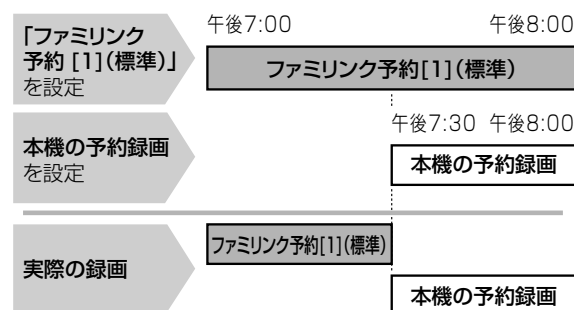 「ファミリンク
予約 [1](標準)」
を設定
午後7:00 午後8:00
ファミリンク予約[1](標準)
本機の予約録画
を設定
午後7:30 午後8:00
本機の予約録画
実際の録画
ファミリンク予約[1](標準)
本機の予約録画